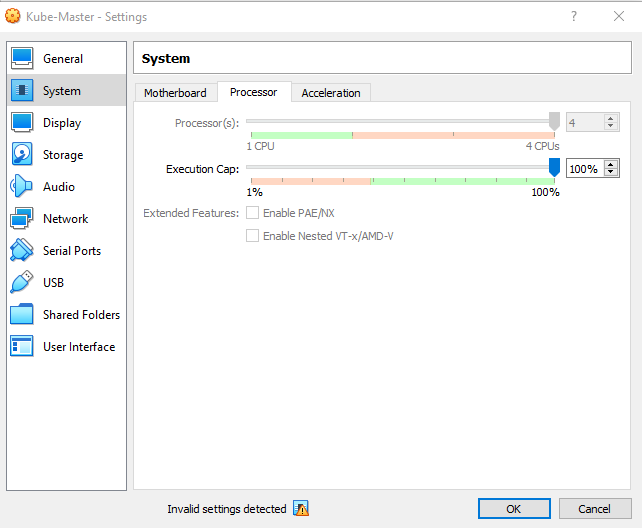 Kube-Master - Settings
General
System
Display
Storage
Audio
Network
Serial Ports
USB
Shared Folders
User Interface
System
Motherboard Processor Acceleration
Processor(s): 4
1 CPU 4 CPUs
Execution Cap: 100%
1% 100%
Extended Features: Enable PAE/NX
Enable Nested VT-x/AMD-V
Invalid settings detected OK Cancel